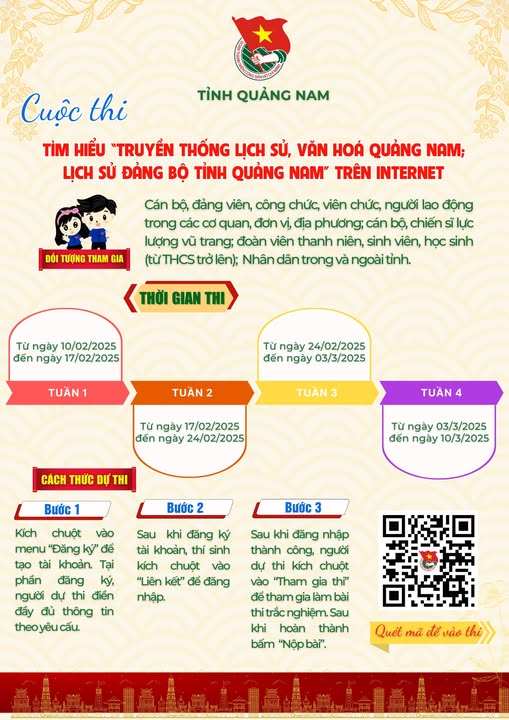 TỈNH QUẢNG NAM
Cuộc thi
TÌM HIỂU "TRUYỀN THỐNG LỊCH SỬ, VĂN HOÁ QUẢNG NAM;
LỊCH SỬ ĐẢNG BỘ TỈNH QUẢNG NAM" TRÊN INTERNET
Cán bộ, đảng viên, công chức, viên chức, người lao động
trong các cơ quan, đơn vị, địa phương; cán bộ, chiến sĩ lực
lượng vũ trang; đoàn viên thanh niên, sinh viên, học sinh
(từ THCS trở lên); Nhân dân trong và ngoài tỉnh.
ĐỐI TƯỢNG THAM GIA
THỜI GIAN THI
Từ ngày 10/02/2025
đến ngày 17/02/2025
Từ ngày 24/02/2025
đến ngày 03/3/2025
TUẦN 1
TUẦN 2
TUẦN 3
TUẦN 4
Từ ngày 17/02/2025
đến ngày 24/02/2025
Từ ngày 03/3/2025
đến ngày 10/3/2025
CÁCH THỨC DỰ THI
Bước 1
Kích chuột vào
menu "Đăng ký" để
tạo tài khoản. Tại
phần đăng ký,
người dự thi điền
đầy đủ thông tin
theo yêu cầu.
Bước 2
Sau khi đăng ký
tài khoản, thí sinh
kích chuột vào
"Liên kết" để đăng
nhập.
Bước 3
Sau khi đăng nhập
thành công, người
dự thi kích chuột
vào "Tham gia thi"
để tham gia làm bài
thi trắc nghiệm. Sau
khi hoàn thành
bấm "Nộp bài".
Quét mã để vào thi